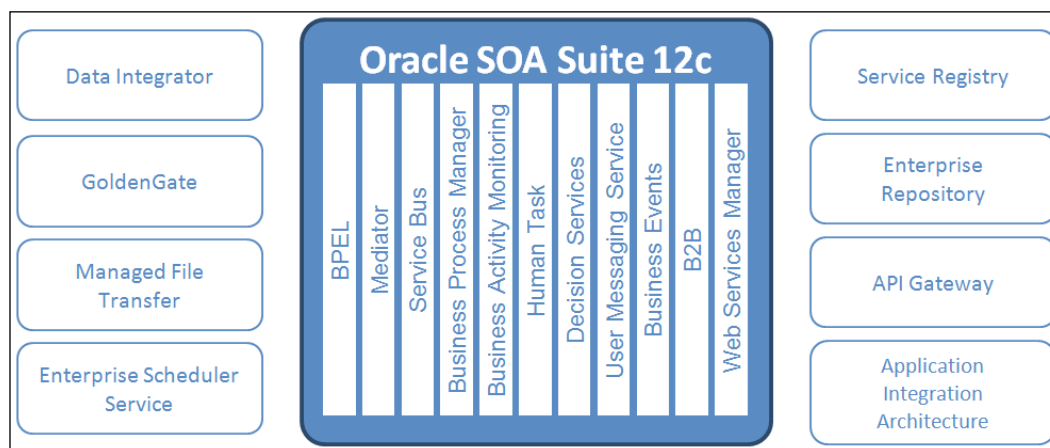 Data Integrator
GoldenGate
Managed File
Transfer
Enterprise Scheduler
Service
Oracle SOA Suite 12c
BPEL
Mediator
Service Bus
Business Process Manager
Business Activity Monitoring
Human Task
Decision Services
User Messaging Service
Business Events
B2B
Web Services Manager
Service Registry
Enterprise
Repository
API Gateway
Application
Integration
Architecture